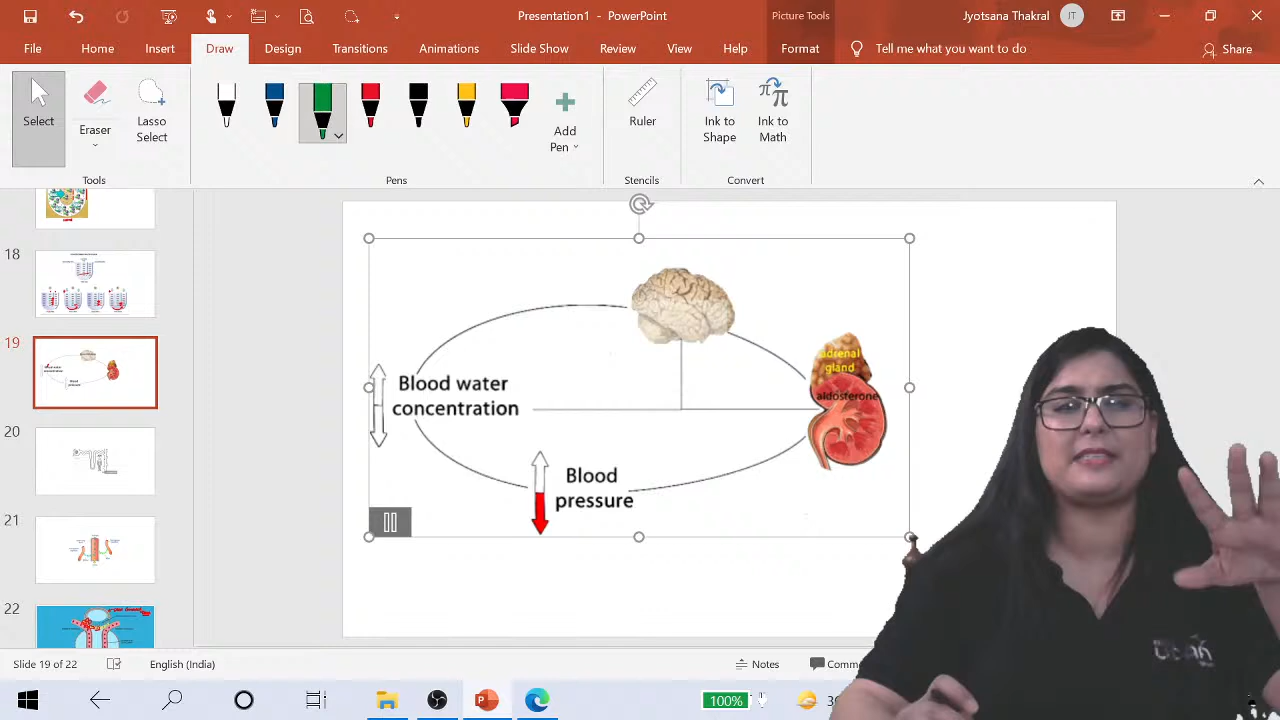 Presentation1 - PowerPoint
Picture Tools
Jyotsana Thakral
JT
File
Home
Insert
Draw
Design
Transitions
Animations
Slide Show
Review
View
Help
Format
Tell me what you want to do
Share
Select
Eraser
Lasso
Select
Add
Pen
Ruler
Ink to
Shape
Ink to
Math
Tools
Pens
Stencils
Convert
18
19
20
21
22
adrenal
gland
aldosterone
Blood water
concentration
Blood
pressure
Slide 19 of 22
English (India)
Notes
100%